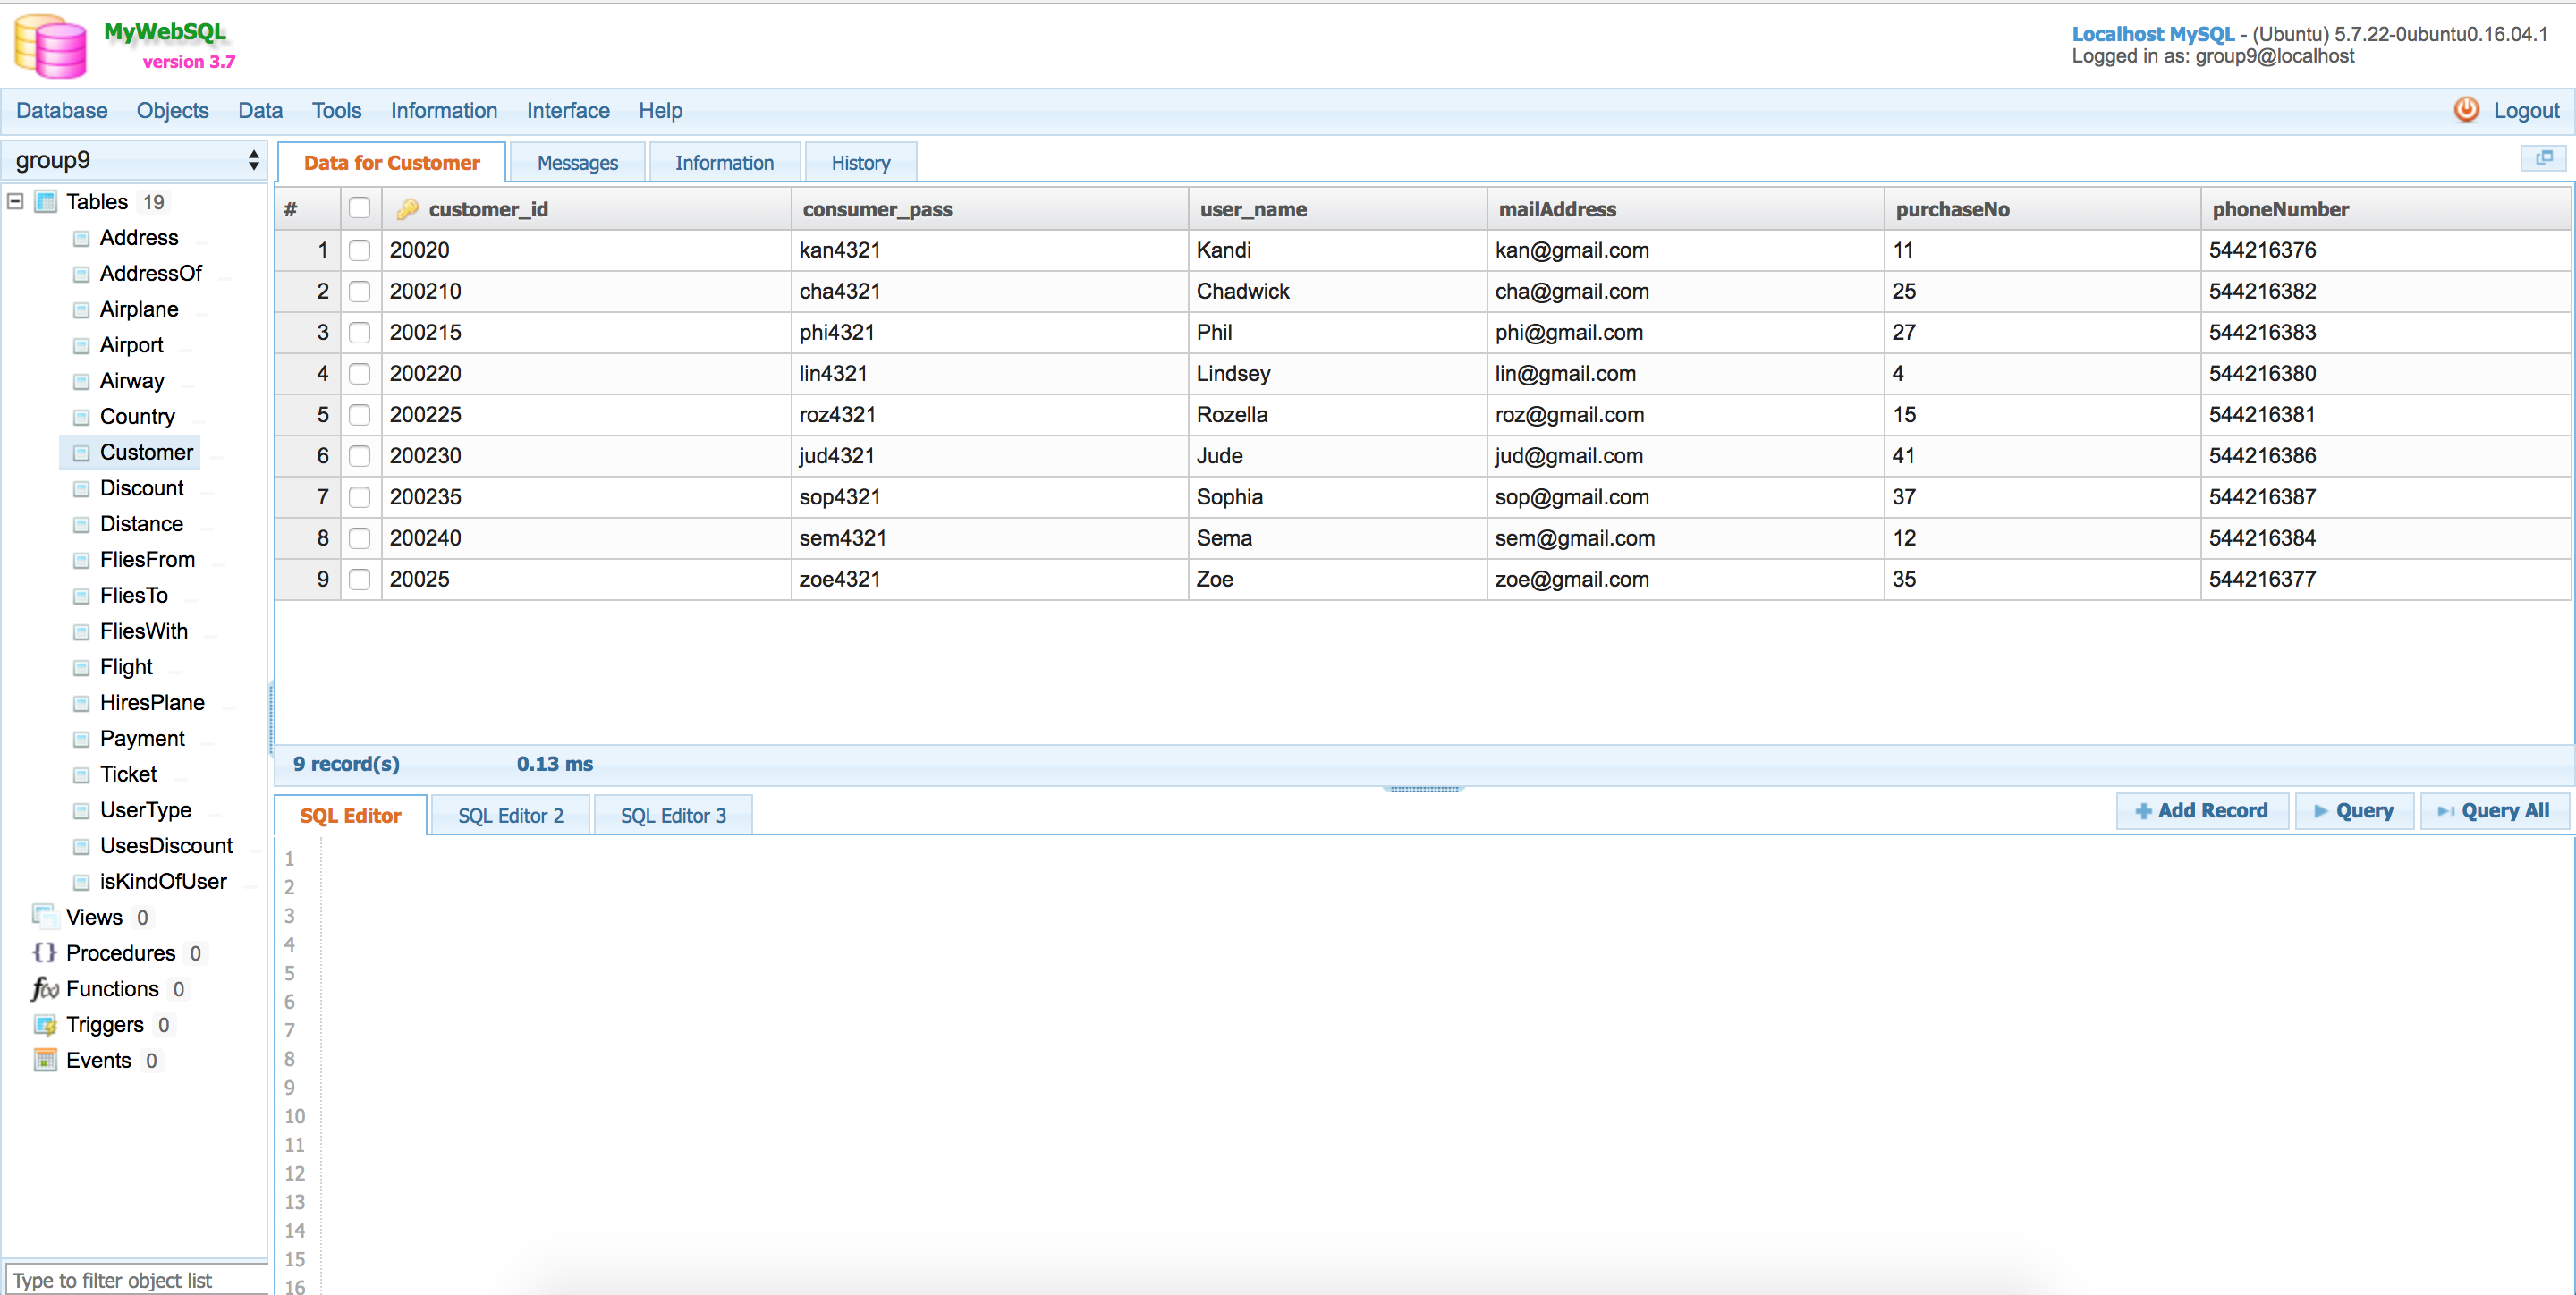 MyWebSQL
version 3.7
Localhost MySQL - (Ubuntu) 5.7.22-0ubuntu0.16.04.1
Logged in as: group9@localhost
Database Objects Data Tools Information Interface Help Logout
group9
Data for Customer Messages Information History
Tables 19
Address
AddressOf
Airplane
Airport
Airway
Country
Customer
Discount
Distance
FliesFrom
FliesTo
FliesWith
Flight
HiresPlane
Payment
Ticket
UserType
UsesDiscount
isKindOfUser
Views 0
{} Procedures 0
f(x) Functions 0
Triggers 0
Events 0
Type to filter object list
# customer_id consumer_pass user_name mailAddress purchaseNo phoneNumber
1 20020 kan4321 Kandi kan@gmail.com 11 544216376
2 200210 cha4321 Chadwick cha@gmail.com 25 544216382
3 200215 phi4321 Phil phi@gmail.com 27 544216383
4 200220 lin4321 Lindsey lin@gmail.com 4 544216380
5 200225 roz4321 Rozella roz@gmail.com 15 544216381
6 200230 jud4321 Jude jud@gmail.com 41 544216386
7 200235 sop4321 Sophia sop@gmail.com 37 544216387
8 200240 sem4321 Sema sem@gmail.com 12 544216384
9 20025 zoe4321 Zoe zoe@gmail.com 35 544216377
9 record(s) 0.13 ms
SQL Editor SQL Editor 2 SQL Editor 3 Add Record Query Query All
1
2
3
4
5
6
7
8
9
10
11
12
13
14
15
16